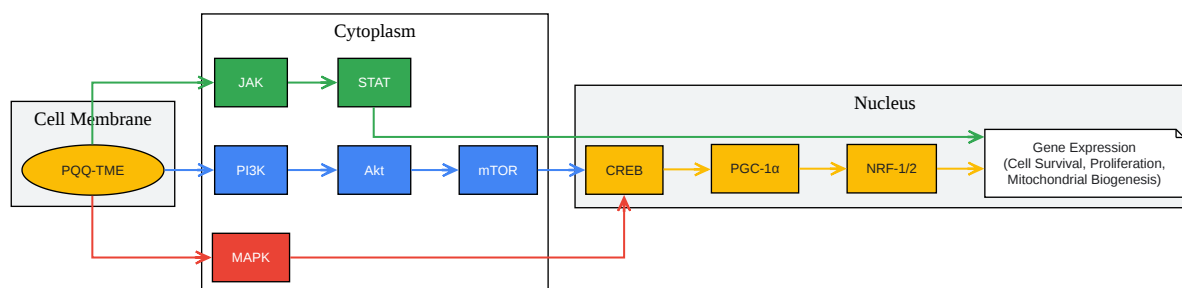 Cytoplasm
JAK
STAT
Cell Membrane
PQQ-TME
PI3K
Akt
mTOR
MAPK
Nucleus
CREB
PGC-1α
NRF-1/2
Gene Expression
(Cell Survival, Proliferation,
Mitochondrial Biogenesis)